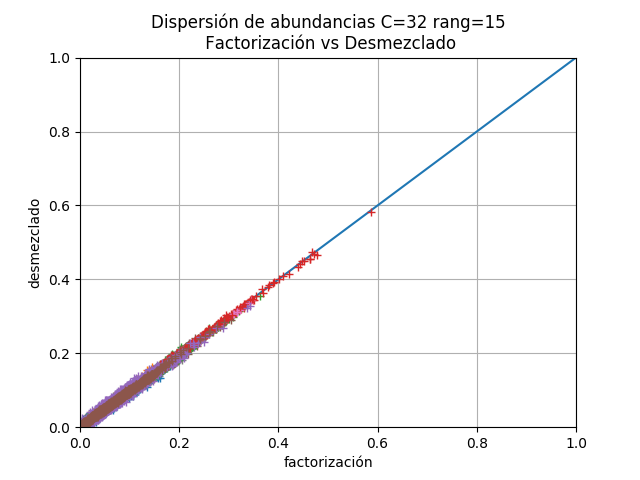 Dispersión de abundancias C=32 rang=15
Factorización vs Desmezclado
1.0
0.8
0.6
0.4
0.2
0.0
desmezclado
0.0 0.2 0.4 0.6 0.8 1.0
factorización